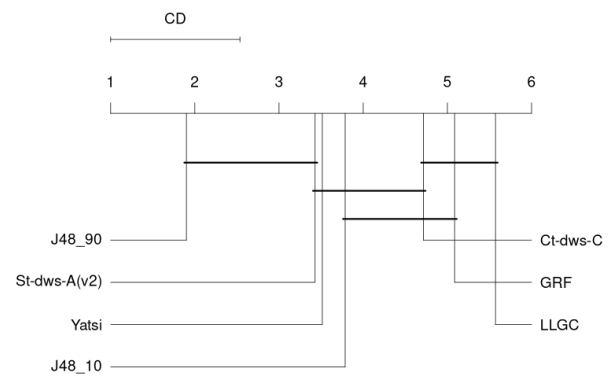 CD
1 2 3 4 5 6
J48_90 Ct-dws-C
St-dws-A(v2) GRF
Yatsi LLGC
J48_10